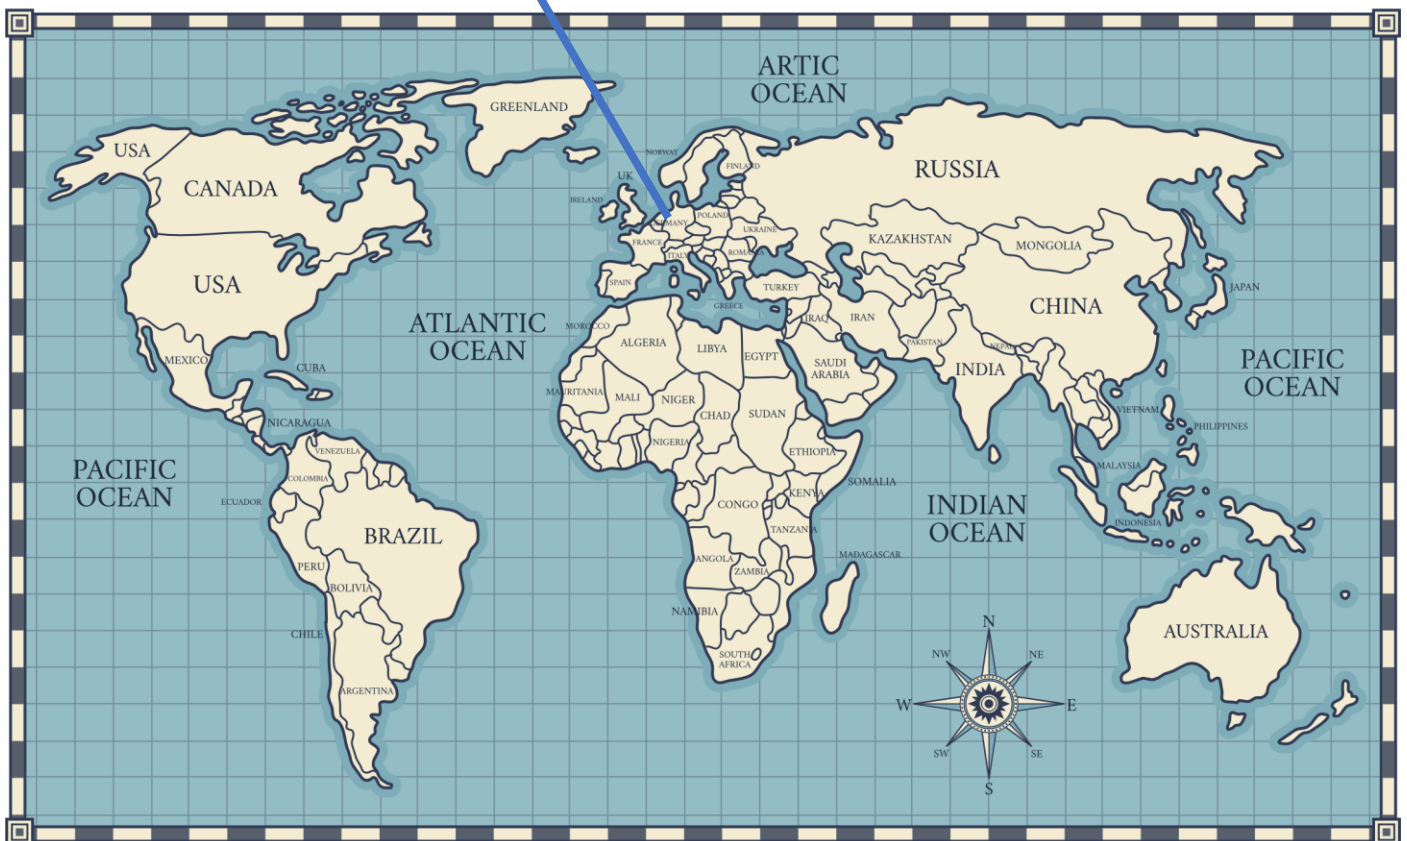 ARTIC
OCEAN
GREENLAND
USA
CANADA
NORWAY
FINLAND
RUSSIA
UK
IRELAND
POLAND
GERMANY
UKRAINE
FRANCE
KAZAKHSTAN
MONGOLIA
ROMANIA
ITALY
USA
SPAIN
TURKEY
JAPAN
GREECE
CHINA
ATLANTIC
OCEAN
MOROCCO
IRAQ
IRAN
ALGERIA
LIBYA
EGYPT
PAKISTAN
NEPAL
MEXICO
CUBA
SAUDI
ARABIA
INDIA
PACIFIC
OCEAN
MAURITANIA
MALI
NIGER
CHAD
SUDAN
VIETNAM
NICARAGUA
PHILIPPINES
VENEZUELA
NIGERIA
ETHIOPIA
PACIFIC
OCEAN
COLOMBIA
MALAYSIA
SOMALIA
ECUADOR
KENYA
CONGO
INDIAN
OCEAN
INDONESIA
BRAZIL
TANZANIA
MADAGASCAR
ANGOLA
ZAMBIA
PERU
BOLIVIA
NAMIBIA
CHILE
AUSTRALIA
SOUTH
AFRICA
ARGENTINA
N
NW
NE
W
E
SW
SE
S